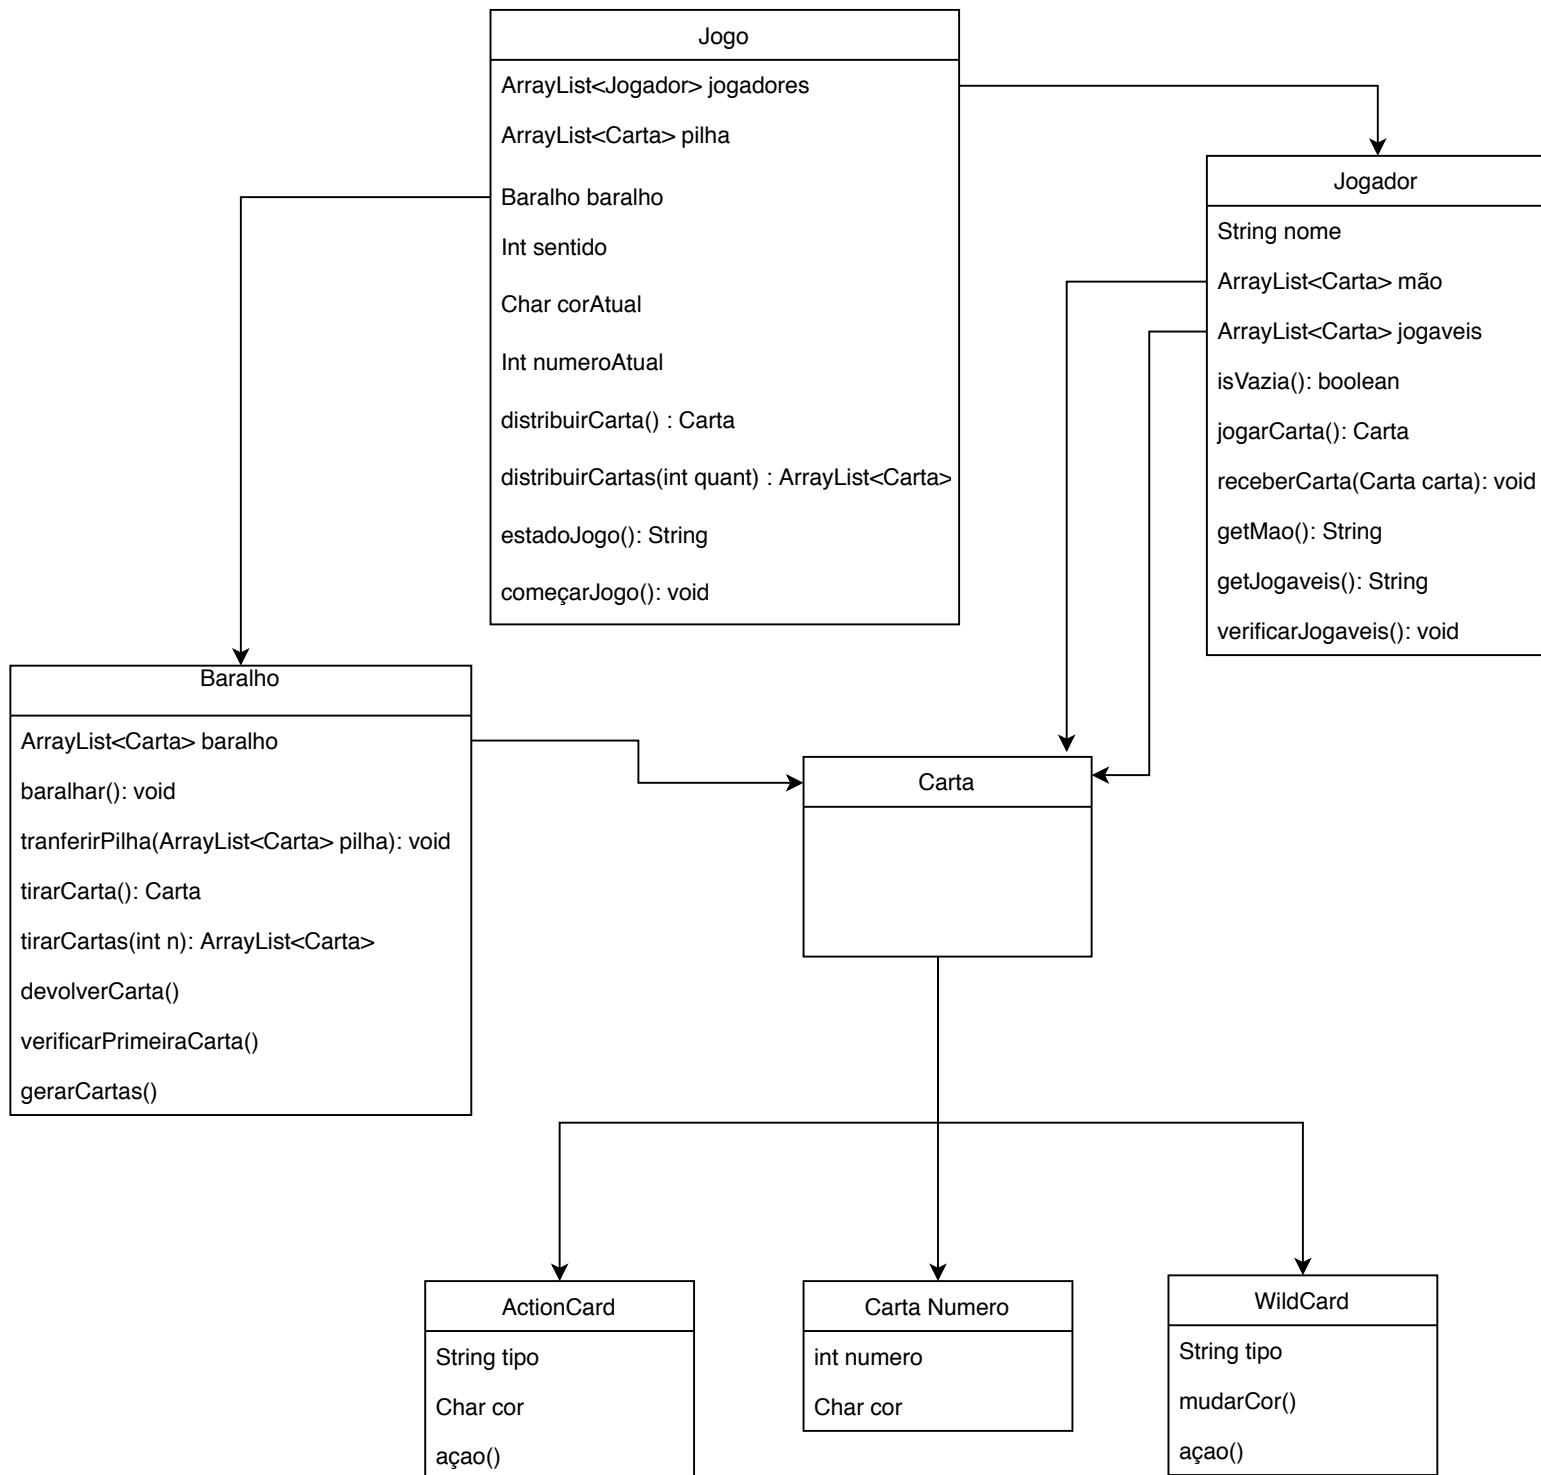 Jogo
ArrayList<Jogador> jogadores
ArrayList<Carta> pilha
Baralho baralho
Int sentido
Char corAtual
Int numeroAtual
distribuirCarta() : Carta
distribuirCartas(int quant) : ArrayList<Carta>
estadoJogo(): String
começarJogo(): void
Jogador
String nome
ArrayList<Carta> mão
ArrayList<Carta> jogaveis
isVazia(): boolean
jogarCarta(): Carta
receberCarta(Carta carta): void
getMao(): String
getJogaveis(): String
verificarJogaveis(): void
Baralho
ArrayList<Carta> baralho
baralhar(): void
tranferirPilha(ArrayList<Carta> pilha): void
tirarCarta(): Carta
tirarCartas(int n): ArrayList<Carta>
devolverCarta()
verificarPrimeiraCarta()
gerarCartas()
Carta
ActionCard
String tipo
Char cor
açao()
Carta Numero
int numero
Char cor
WildCard
String tipo
mudarCor()
açao()